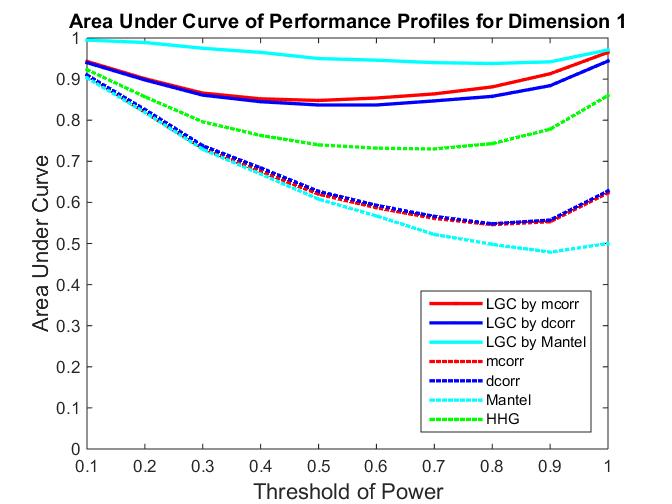 Area Under Curve of Performance Profiles for Dimension 1
Area Under Curve
1
0.9
0.8
0.7
0.6
0.5
0.4
0.3
0.2
0.1
0
LGC by mcorr
LGC by dcorr
LGC by Mantel
mcorr
dcorr
Mantel
HHG
0.1 0.2 0.3 0.4 0.5 0.6 0.7 0.8 0.9 1
Threshold of Power